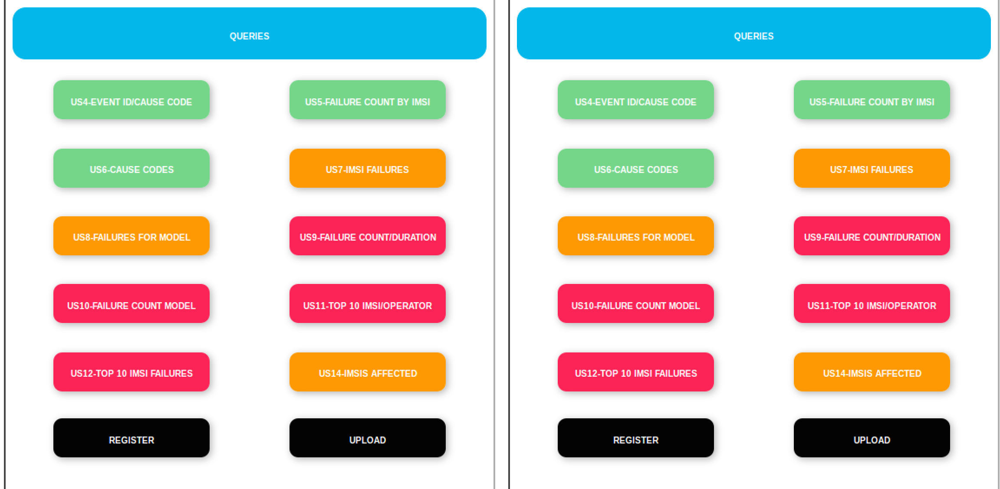 QUERIES
US4-EVENT ID/CAUSE CODE
US5-FAILURE COUNT BY IMSI
US6-CAUSE CODES
US7-IMSI FAILURES
US8-FAILURES FOR MODEL
US9-FAILURE COUNT/DURATION
US10-FAILURE COUNT MODEL
US11-TOP 10 IMSI/OPERATOR
US12-TOP 10 IMSI FAILURES
US14-IMSIS AFFECTED
REGISTER
UPLOAD
QUERIES
US4-EVENT ID/CAUSE CODE
US5-FAILURE COUNT BY IMSI
US6-CAUSE CODES
US7-IMSI FAILURES
US8-FAILURES FOR MODEL
US9-FAILURE COUNT/DURATION
US10-FAILURE COUNT MODEL
US11-TOP 10 IMSI/OPERATOR
US12-TOP 10 IMSI FAILURES
US14-IMSIS AFFECTED
REGISTER
UPLOAD